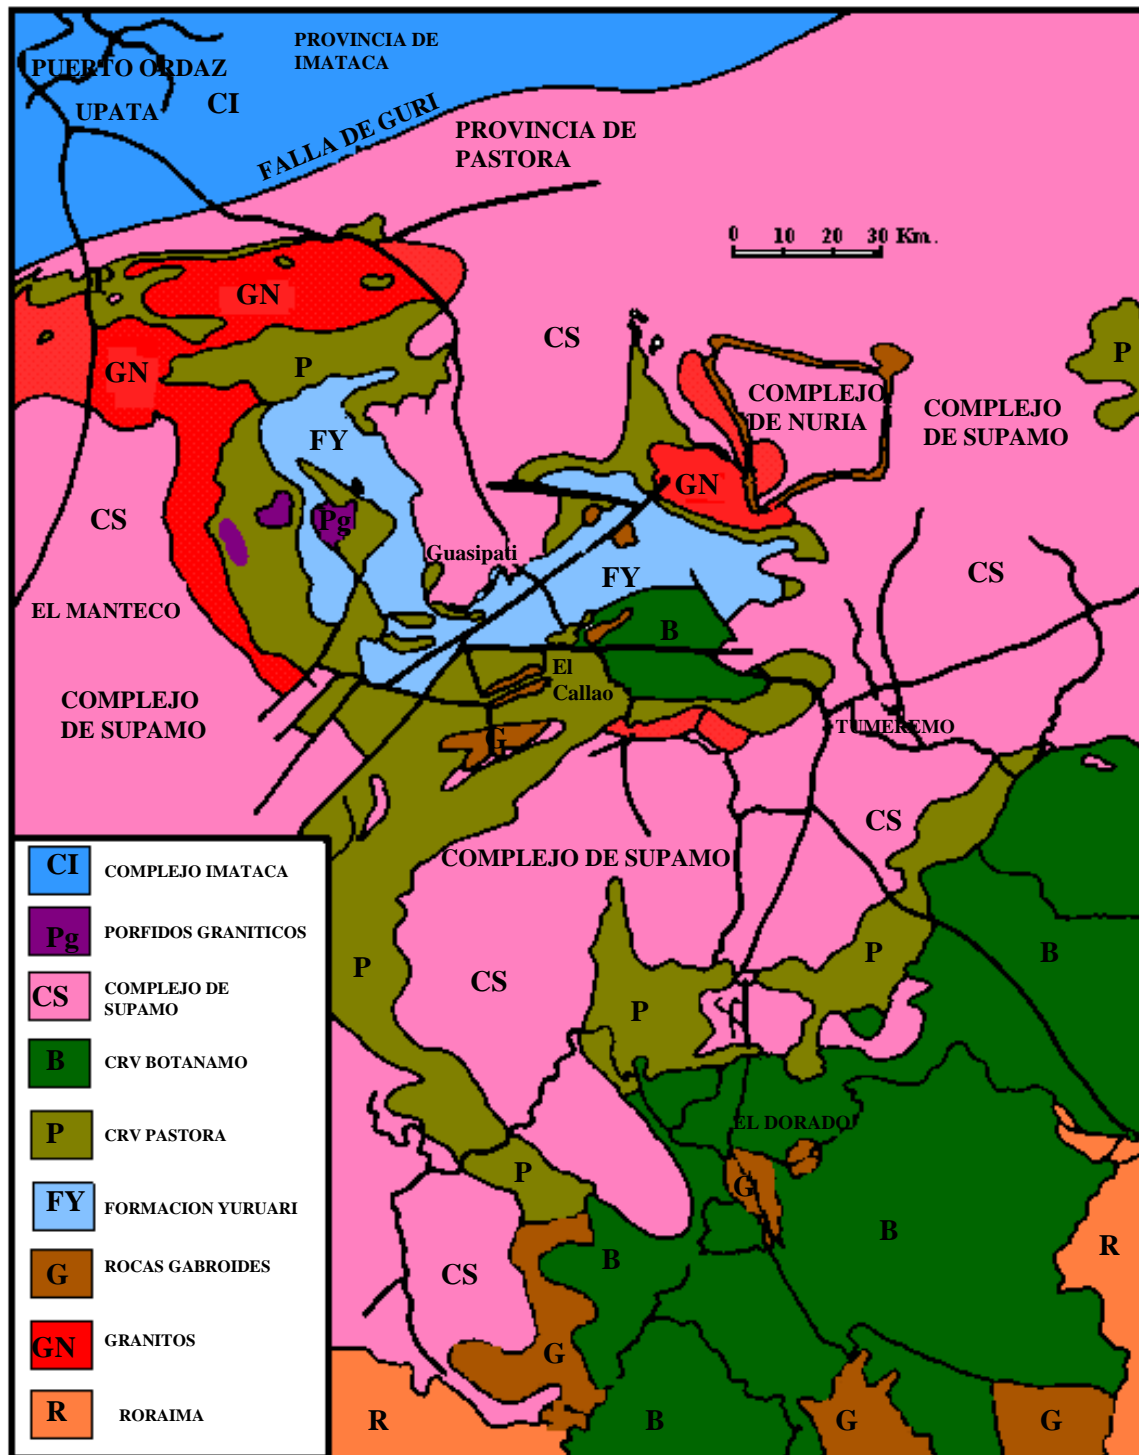 PROVINCIA DE
IMATACA
PUERTO ORDAZ
UPATA
CI
FALLA DE GURI
PROVINCIA DE
PASTORA
0 10 20 30 Km.
P
GN
CS
P
GN
P
COMPLEJO
DE NURIA
COMPLEJO
DE SUPAMO
FY
GN
CS
Pg
Guasipati
FY
CS
EL MANTECO
B
COMPLEJO
DE SUPAMO
El
Callao
TUMEREMO
G
CS
COMPLEJO DE SUPAMO
P
CS
P
P
B
EL DORADO
P
G
B
R
CS
B
G
R
B
G
G
CI COMPLEJO IMATACA
Pg PORFIDOS GRANITICOS
CS COMPLEJO DE
SUPAMO
B CRV BOTANAMO
P CRV PASTORA
FY FORMACION YURUARI
G ROCAS GABROIDES
GN GRANITOS
R RORAIMA